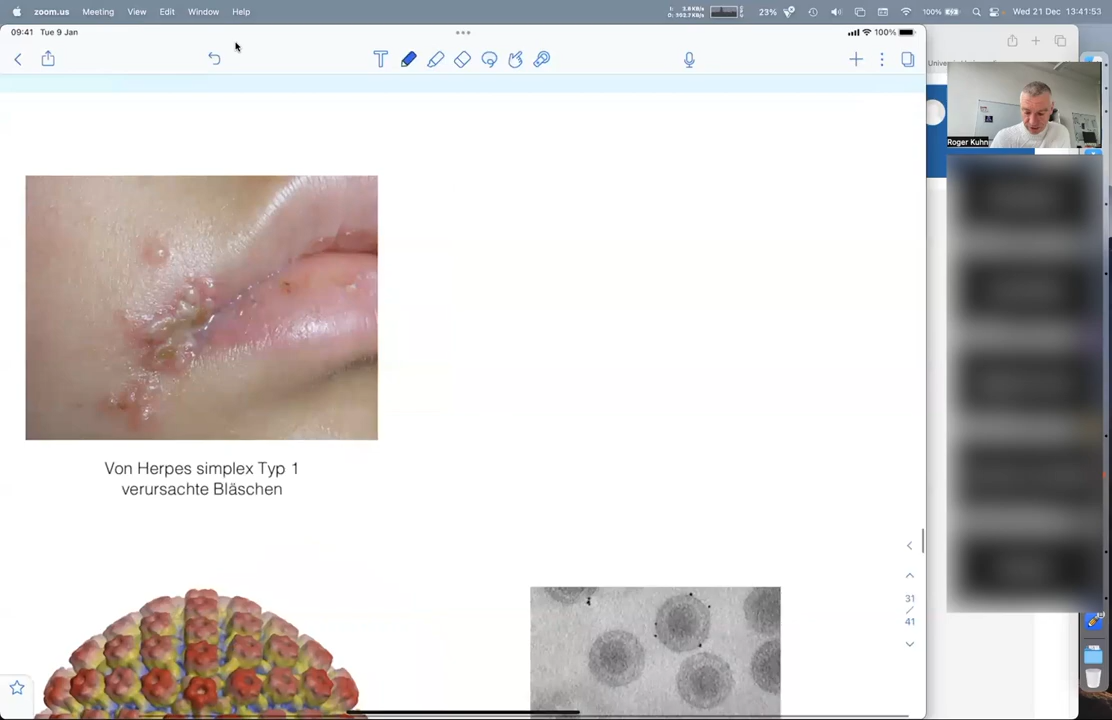 zoom.us Meeting View Edit Window Help
23% 100% Wed 21 Dec 13:41:53
09:41 Tue 9 Jan 100%
Roger Kuhn
Von Herpes simplex Typ 1
verursachte Bläschen
31
/
41